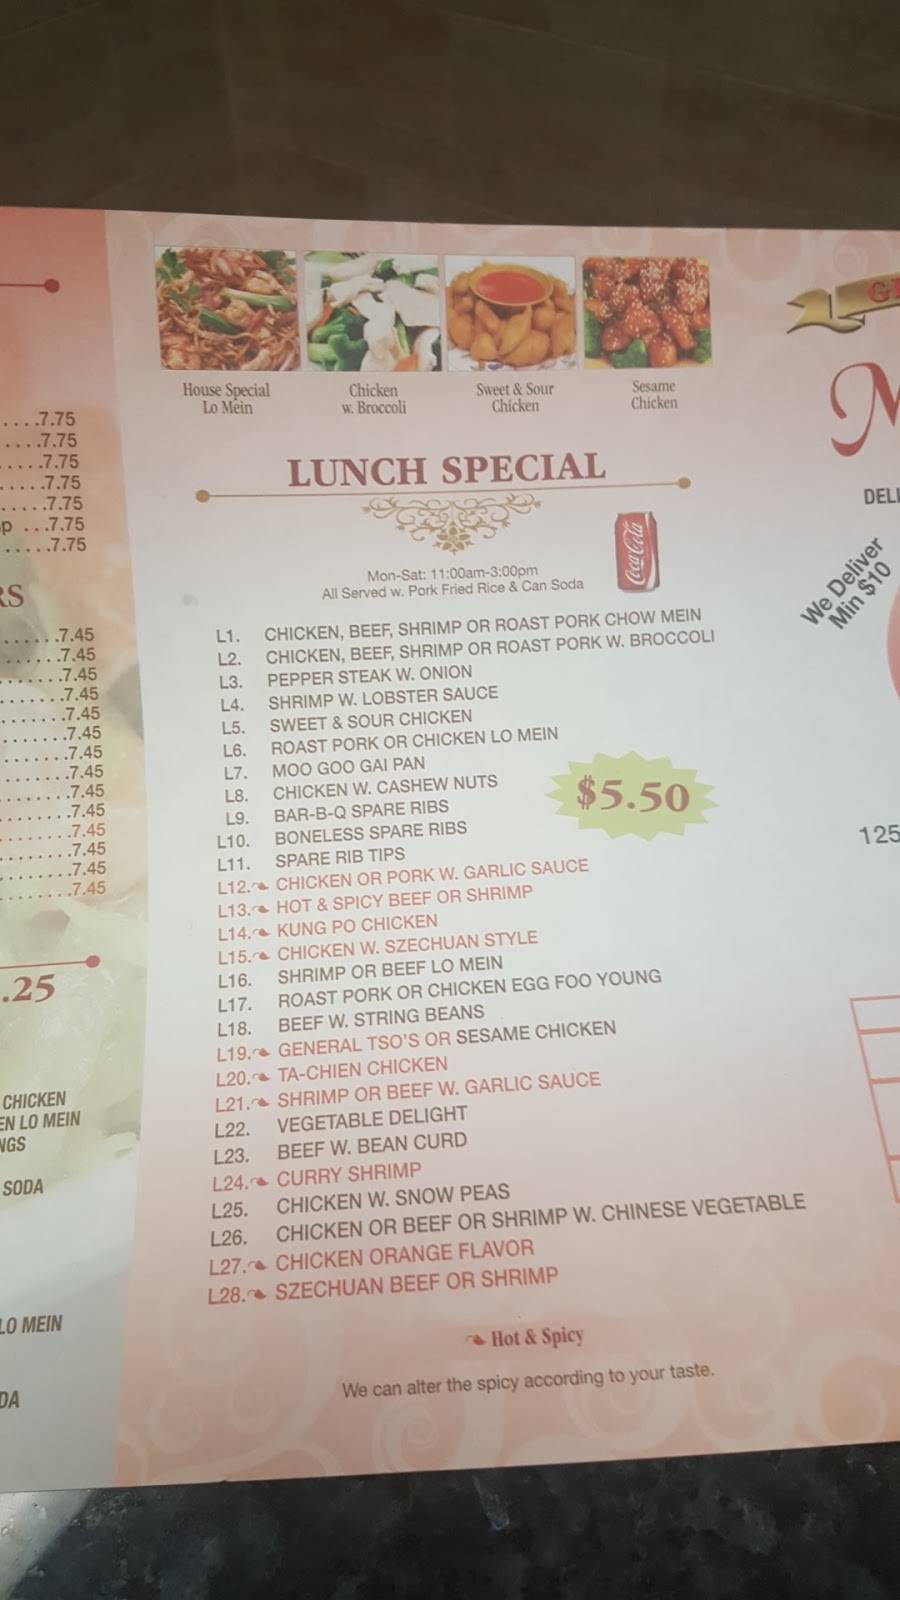 House Special
Lo Mein
Chicken
w. Broccoli
Sweet & Sour
Chicken
Sesame
Chicken
LUNCH SPECIAL
Coca-Cola
Mon-Sat: 11:00am-3:00pm
All Served w. Pork Fried Rice & Can Soda
L1. CHICKEN, BEEF, SHRIMP OR ROAST PORK CHOW MEIN
L2. CHICKEN, BEEF, SHRIMP OR ROAST PORK W. BROCCOLI
L3. PEPPER STEAK W. ONION
L4. SHRIMP W. LOBSTER SAUCE
L5. SWEET & SOUR CHICKEN
L6. ROAST PORK OR CHICKEN LO MEIN
L7. MOO GOO GAI PAN
L8. CHICKEN W. CASHEW NUTS
L9. BAR-B-Q SPARE RIBS
L10. BONELESS SPARE RIBS
L11. SPARE RIB TIPS
L12. CHICKEN OR PORK W. GARLIC SAUCE
L13. HOT & SPICY BEEF OR SHRIMP
L14. KUNG PO CHICKEN
L15. CHICKEN W. SZECHUAN STYLE
L16. SHRIMP OR BEEF LO MEIN
L17. ROAST PORK OR CHICKEN EGG FOO YOUNG
L18. BEEF W. STRING BEANS
L19. GENERAL TSO'S OR SESAME CHICKEN
L20. TA-CHIEN CHICKEN
L21. SHRIMP OR BEEF W. GARLIC SAUCE
L22. VEGETABLE DELIGHT
L23. BEEF W. BEAN CURD
L24. CURRY SHRIMP
L25. CHICKEN W. SNOW PEAS
L26. CHICKEN OR BEEF OR SHRIMP W. CHINESE VEGETABLE
L27. CHICKEN ORANGE FLAVOR
L28. SZECHUAN BEEF OR SHRIMP
$5.50
Hot & Spicy
We can alter the spicy according to your taste.
....7.75
....7.75
.....7.75
.....7.75
.....7.75
p ...7.75
.....7.75
RS
.......7.45
.......7.45
.......7.45
.......7.45
.......7.45
.......7.45
.......7.45
.......7.45
.......7.45
.......7.45
.......7.45
.......7.45
.......7.45
.......7.45
.25
CHICKEN
EN LO MEIN
NGS
SODA
LO MEIN
DA
DELI
We Deliver
Min $10
125